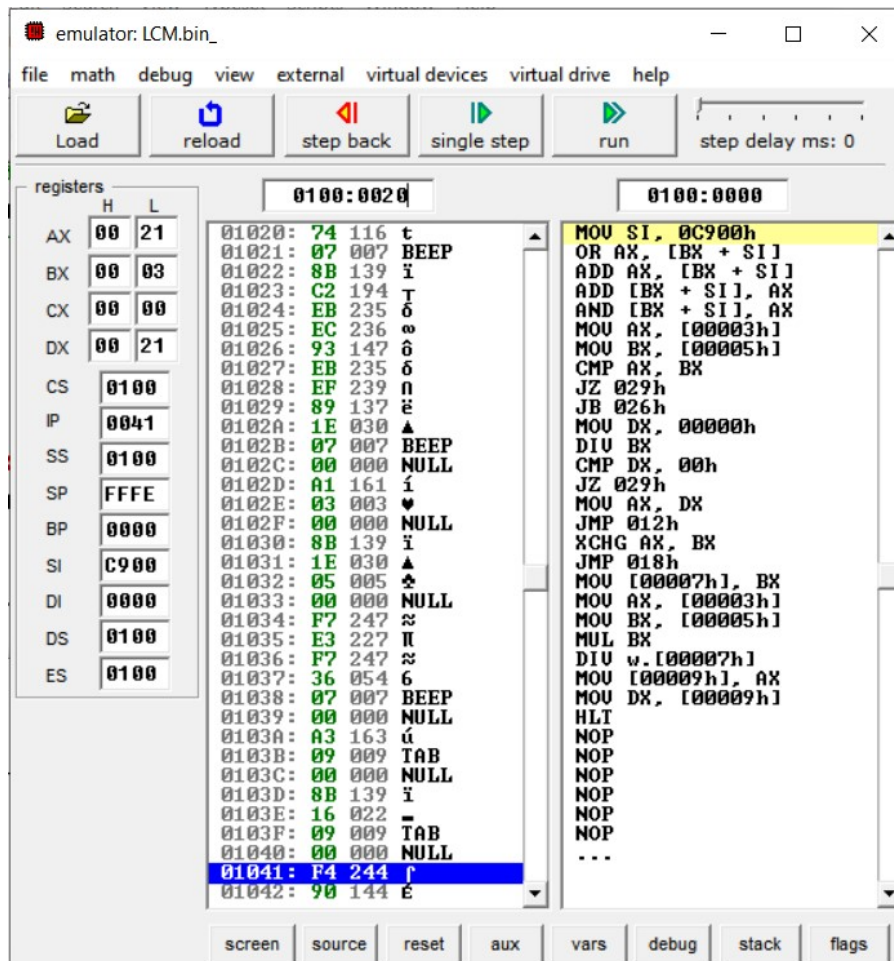 emulator: LCM.bin_
file math debug view external virtual devices virtual drive help
Load reload step back single step run step delay ms: 0
registers
H L
AX 00 21
BX 00 03
CX 00 00
DX 00 21
CS 0100
IP 0041
SS 0100
SP FFFE
BP 0000
SI C900
DI 0000
DS 0100
ES 0100
0100:0020
01020: 74 116 t
01021: 07 007 BEEP
01022: 8B 139 ï
01023: C2 194 ┬
01024: EB 235 δ
01025: EC 236 ∞
01026: 93 147 ô
01027: EB 235 δ
01028: EF 239 ∩
01029: 89 137 ë
0102A: 1E 030 ▲
0102B: 07 007 BEEP
0102C: 00 000 NULL
0102D: A1 161 í
0102E: 03 003 ♥
0102F: 00 000 NULL
01030: 8B 139 ï
01031: 1E 030 ▲
01032: 05 005 ♣
01033: 00 000 NULL
01034: F7 247 ≈
01035: E3 227 π
01036: F7 247 ≈
01037: 36 054 6
01038: 07 007 BEEP
01039: 00 000 NULL
0103A: A3 163 ú
0103B: 09 009 TAB
0103C: 00 000 NULL
0103D: 8B 139 ï
0103E: 16 022 ▬
0103F: 09 009 TAB
01040: 00 000 NULL
01041: F4 244 ⌠
01042: 90 144 É
0100:0000
MOV SI, 0C900h
OR AX, [BX + SI]
ADD AX, [BX + SI]
ADD [BX + SI], AX
AND [BX + SI], AX
MOV AX, [00003h]
MOV BX, [00005h]
CMP AX, BX
JZ 029h
JB 026h
MOV DX, 00000h
DIV BX
CMP DX, 00h
JZ 029h
MOV AX, DX
JMP 012h
XCHG AX, BX
JMP 018h
MOV [00007h], BX
MOV AX, [00003h]
MOV BX, [00005h]
MUL BX
DIV w.[00007h]
MOV [00009h], AX
MOV DX, [00009h]
HLT
NOP
NOP
NOP
NOP
NOP
NOP
...
screen source reset aux vars debug stack flags